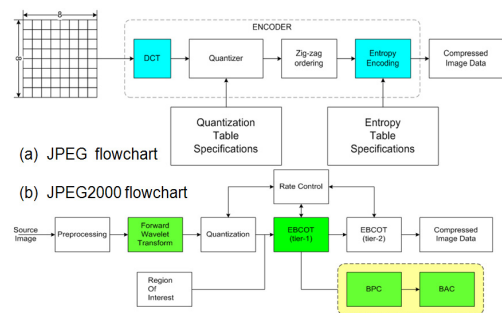 8
8
ENCODER
DCT
Quantizer
Zig-zag
ordering
Entropy
Encoding
Compressed
Image Data
Quantization
Table
Specifications
Entropy
Table
Specifications
(a) JPEG flowchart
(b) JPEG2000 flowchart
Rate Control
Source
Image
Preprocessing
Forward
Wavelet
Transform
Quantization
EBCOT
(tier-1)
EBCOT
(tier-2)
Compressed
Image Data
Region
Of
Interest
BPC
BAC